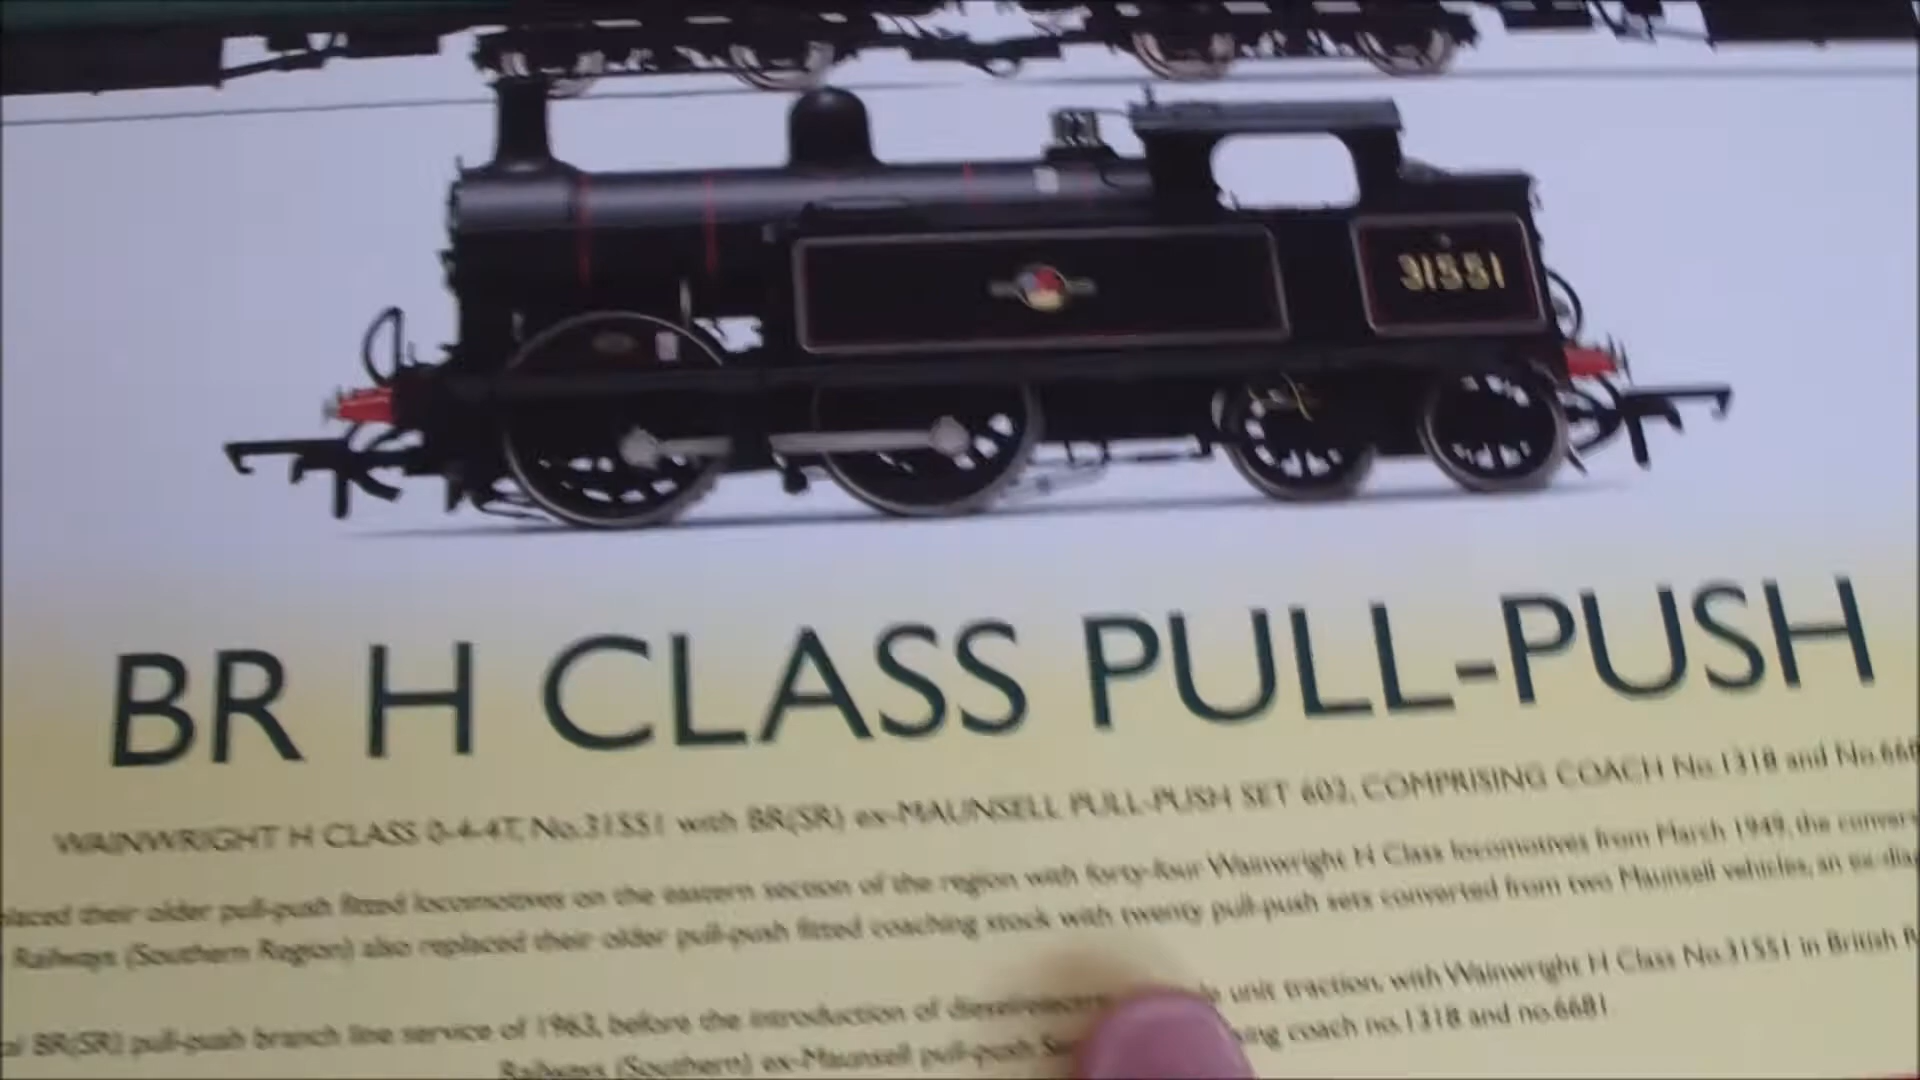 31551
BR H CLASS PULL-PUSH
WAINWRIGHT H CLASS 0-4-4T, No.31551 with BR(SR) ex-MAUNSELL PULL-PUSH SET 602, COMPRISING COACH No.1318 and No.668
their older pull-push fitted locomotives on the eastern section of the region with forty-four Wainwright H Class locomotives from March 1949, the
Railways (Southern Region) also replaced their older pull-push fitted coaching stock with twenty pull-push sets converted from two Maunsell vehicles, an
BR(SR) pull-push branch line service of 1963, before the introduction of unit traction, with Wainwright H Class No.31551 in British
Railways (Southern) ex-Maunsell pull-push coach no.1318 and no.6681.